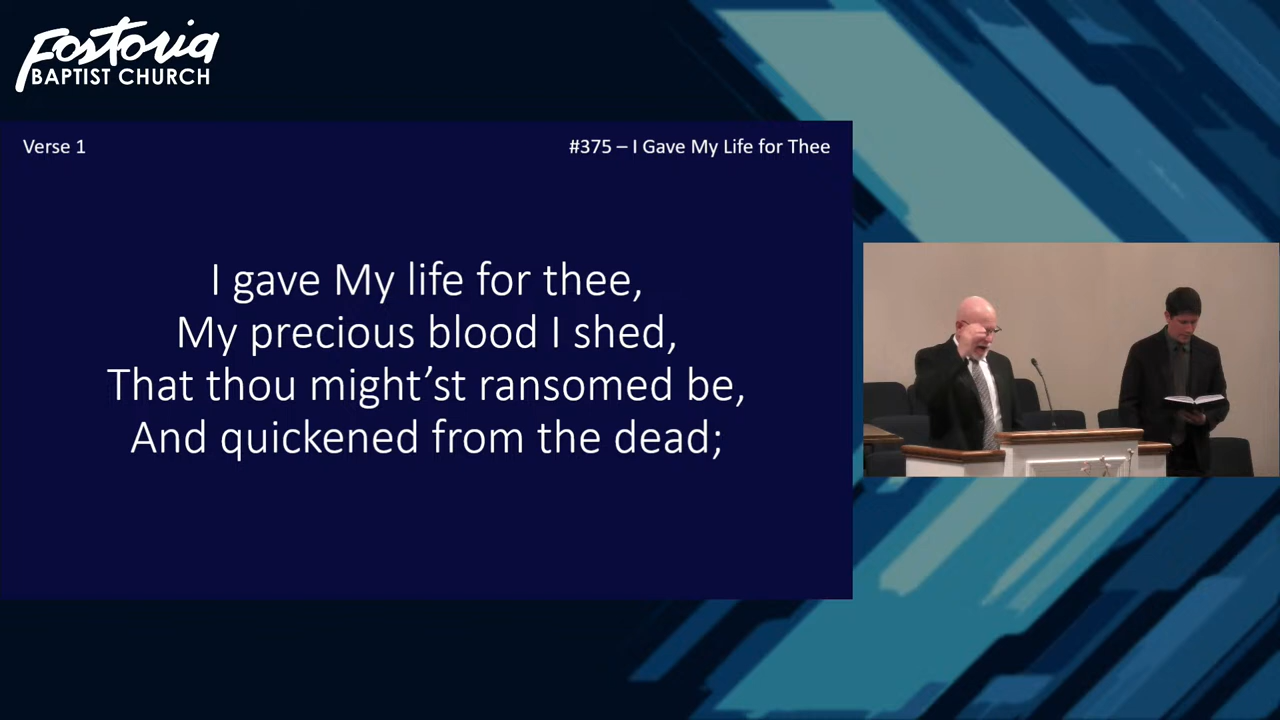 Fostoria
BAPTIST CHURCH
Verse 1
#375 – I Gave My Life for Thee
I gave My life for thee,
My precious blood I shed,
That thou might’st ransomed be,
And quickened from the dead;